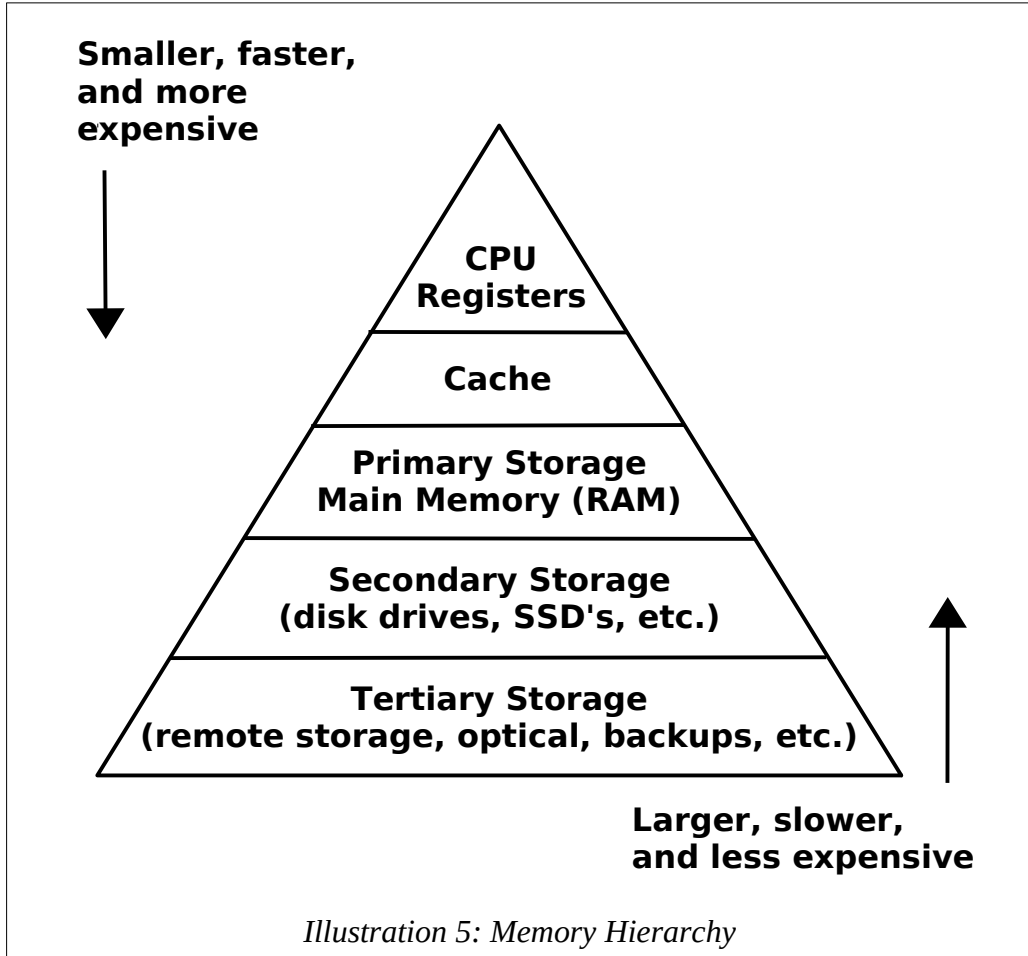 Smaller, faster,
and more
expensive
CPU
Registers
Cache
Primary Storage
Main Memory (RAM)
Secondary Storage
(disk drives, SSD's, etc.)
Tertiary Storage
(remote storage, optical, backups, etc.)
Larger, slower,
and less expensive
Illustration 5: Memory Hierarchy